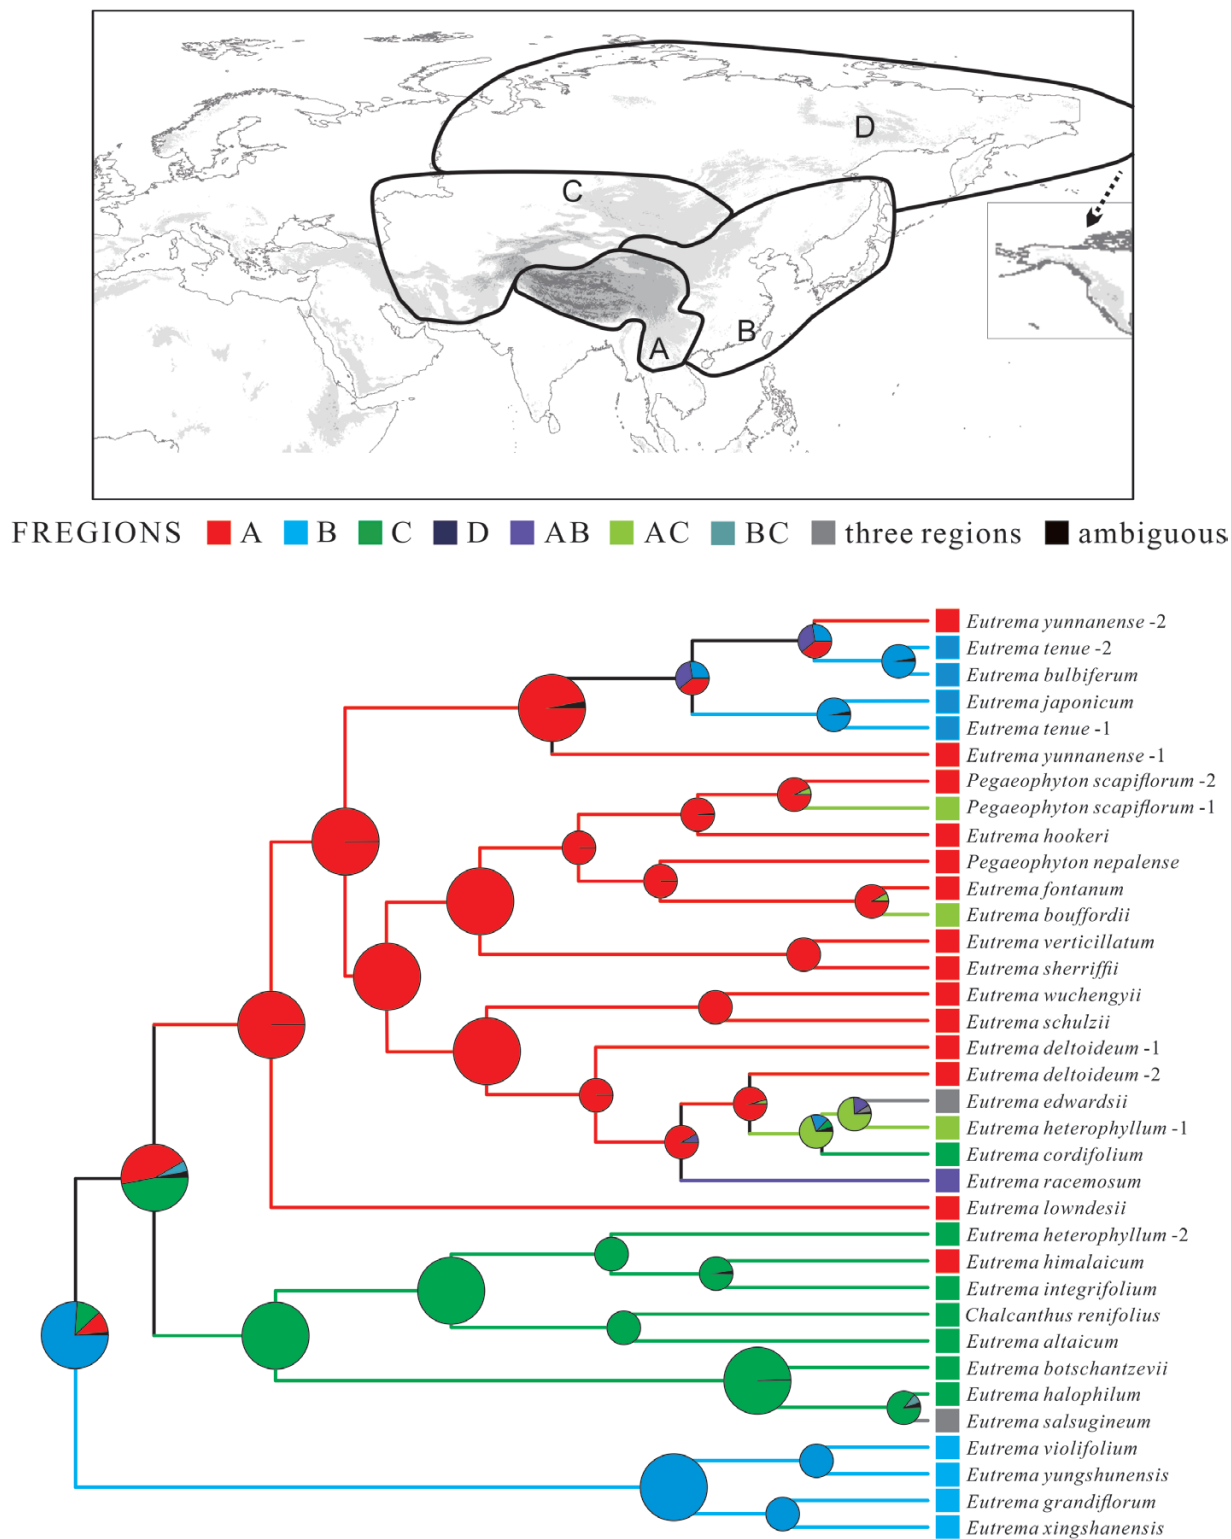 D
C
B
A
FREGIONS A B C D AB AC BC three regions ambiguous
Eutrema yunnanense -2
Eutrema tenue -2
Eutrema bulbiferum
Eutrema japonicum
Eutrema tenue -1
Eutrema yunnanense -1
Pegaeophyton scapiflorum -2
Pegaeophyton scapiflorum -1
Eutrema hookeri
Pegaeophyton nepalense
Eutrema fontanum
Eutrema bouffordii
Eutrema verticillatum
Eutrema sherriffii
Eutrema wuchengyii
Eutrema schulzii
Eutrema deltoideum -1
Eutrema deltoideum -2
Eutrema edwardsii
Eutrema heterophyllum -1
Eutrema cordifolium
Eutrema racemosum
Eutrema lowndesii
Eutrema heterophyllum -2
Eutrema himalaicum
Eutrema integrifolium
Chalcanthus renifolius
Eutrema altaicum
Eutrema botschantzevii
Eutrema halophilum
Eutrema salsugineum
Eutrema violifolium
Eutrema yungshunensis
Eutrema grandiflorum
Eutrema xingshanensis